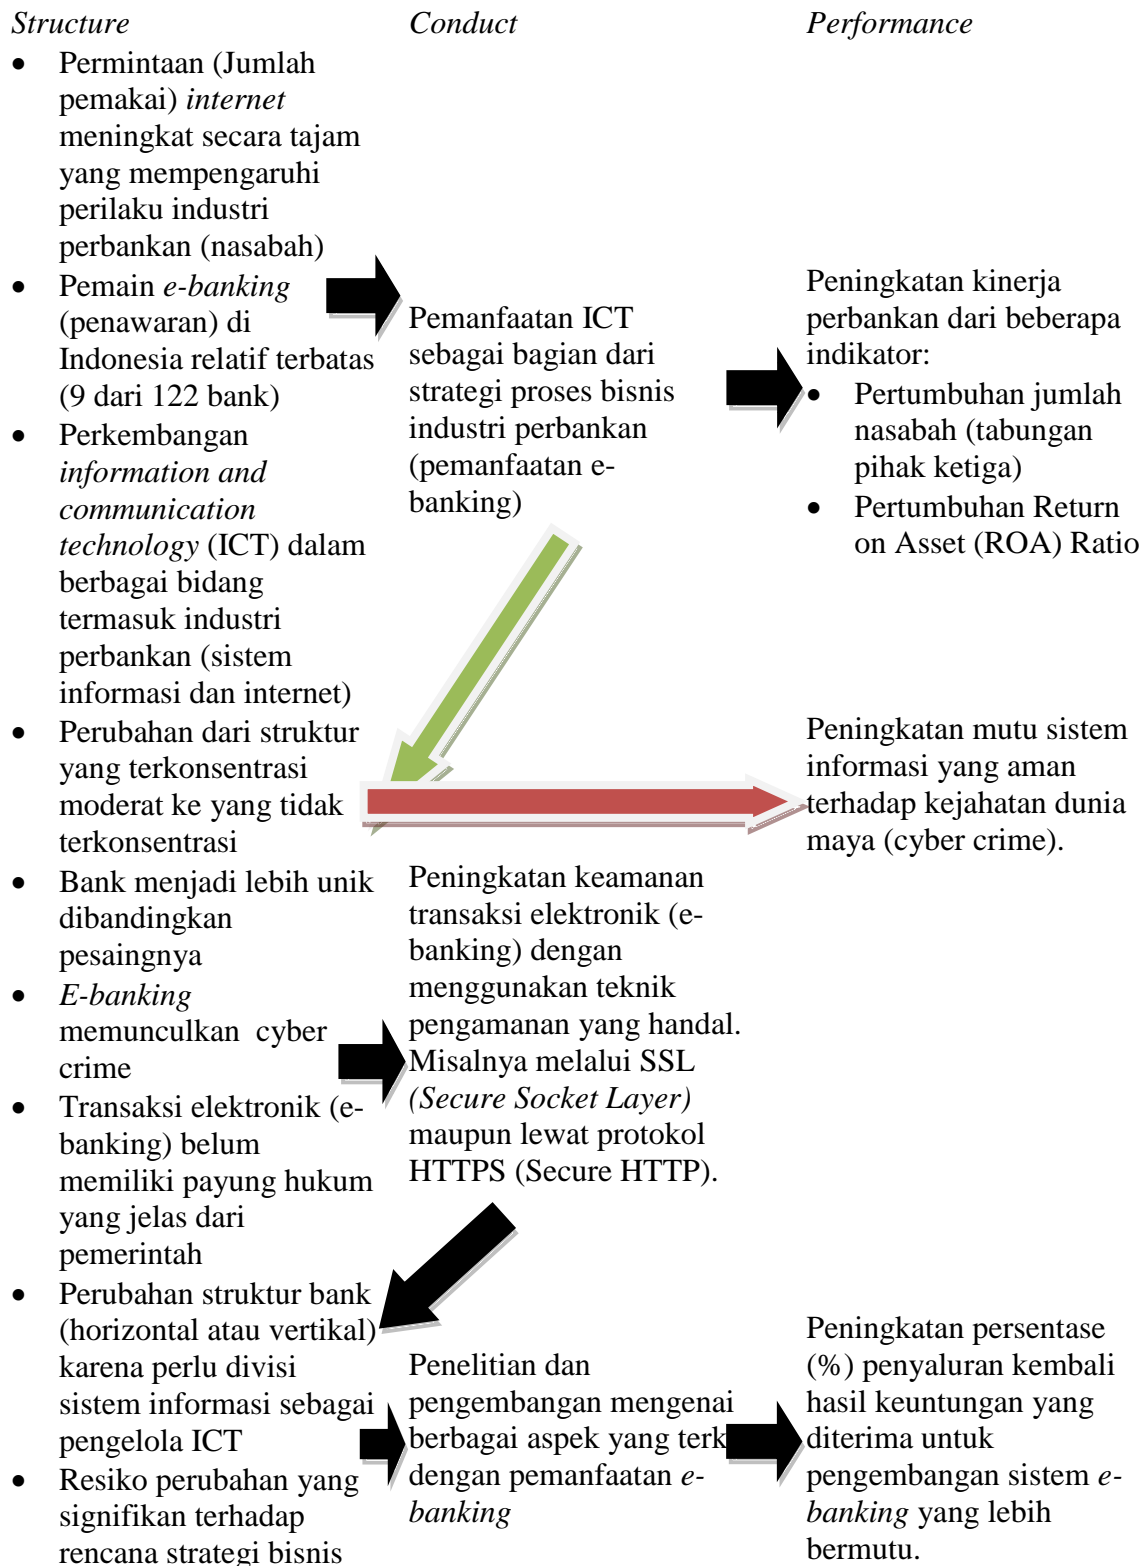 Structure
• Permintaan (Jumlah
pemakai) internet
meningkat secara tajam
yang mempengaruhi
perilaku industri
perbankan (nasabah)
• Pemain e-banking
(penawaran) di
Indonesia relatif terbatas
(9 dari 122 bank)
• Perkembangan
information and
communication
technology (ICT) dalam
berbagai bidang
termasuk industri
perbankan (sistem
informasi dan internet)
• Perubahan dari struktur
yang terkonsentrasi
moderat ke yang tidak
terkonsentrasi
• Bank menjadi lebih unik
dibandingkan
pesaingnya
• E-banking
memunculkan cyber
crime
• Transaksi elektronik (e-
banking) belum
memiliki payung hukum
yang jelas dari
pemerintah
• Perubahan struktur bank
(horizontal atau vertikal)
karena perlu divisi
sistem informasi sebagai
pengelola ICT
• Resiko perubahan yang
signifikan terhadap
rencana strategi bisnis
Conduct
Pemanfaatan ICT
sebagai bagian dari
strategi proses bisnis
industri perbankan
(pemanfaatan e-
banking)
Peningkatan keamanan
transaksi elektronik (e-
banking) dengan
menggunakan teknik
pengamanan yang handal.
Misalnya melalui SSL
(Secure Socket Layer)
maupun lewat protokol
HTTPS (Secure HTTP).
Penelitian dan
pengembangan mengenai
berbagai aspek yang terk
dengan pemanfaatan e-
banking
Performance
Peningkatan kinerja
perbankan dari beberapa
indikator:
• Pertumbuhan jumlah
nasabah (tabungan
pihak ketiga)
• Pertumbuhan Return
on Asset (ROA) Ratio
Peningkatan mutu sistem
informasi yang aman
terhadap kejahatan dunia
maya (cyber crime).
Peningkatan persentase
(%) penyaluran kembali
hasil keuntungan yang
diterima untuk
pengembangan sistem e-
banking yang lebih
bermutu.